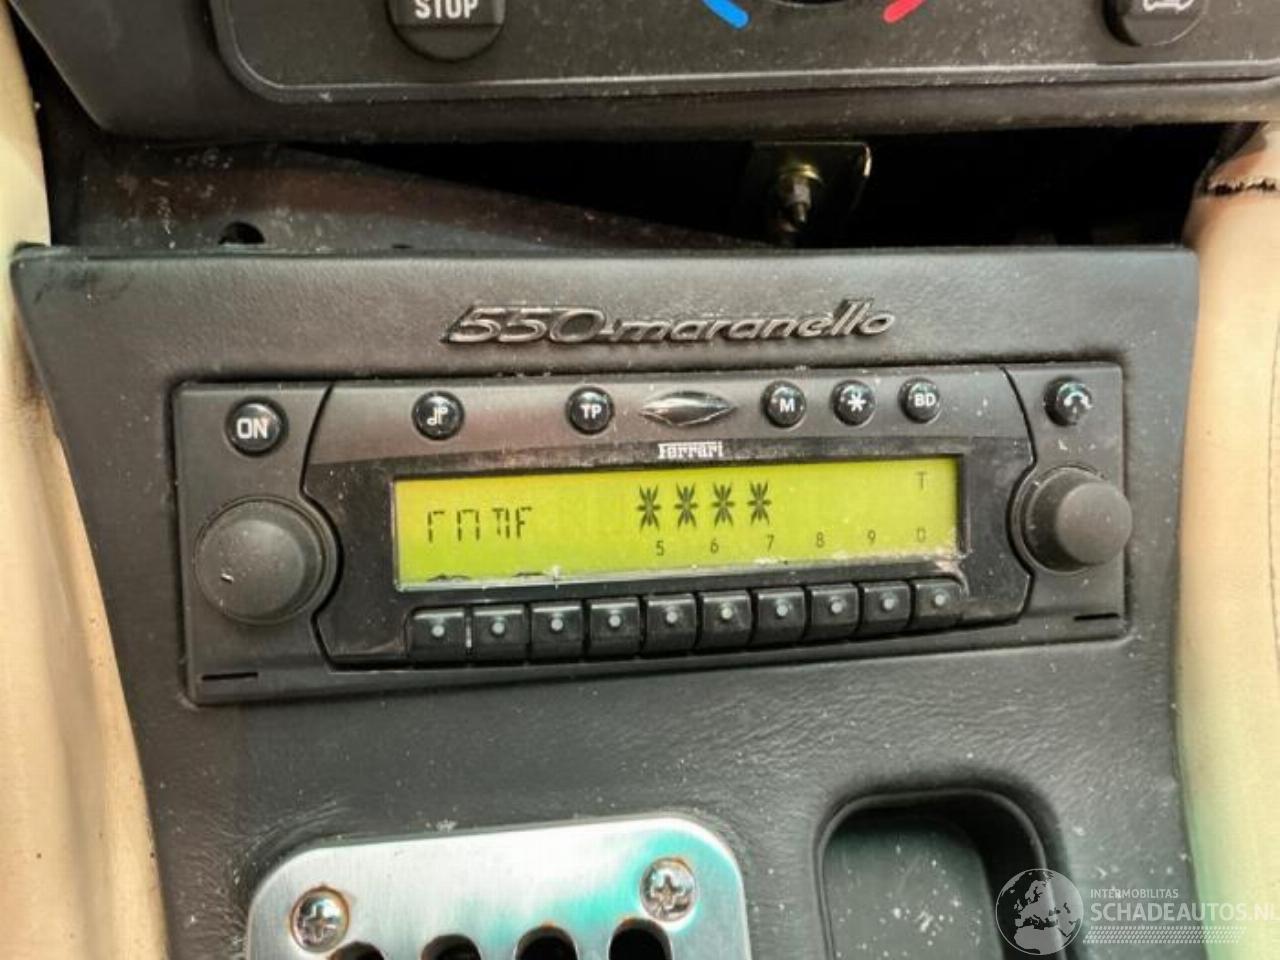 STOP
550 maranello
ON
TP
M
BD
Ferrari
T
****
5 6 7 8 9 0
INTERMOBILITAS
SCHADEAUTOS.NL